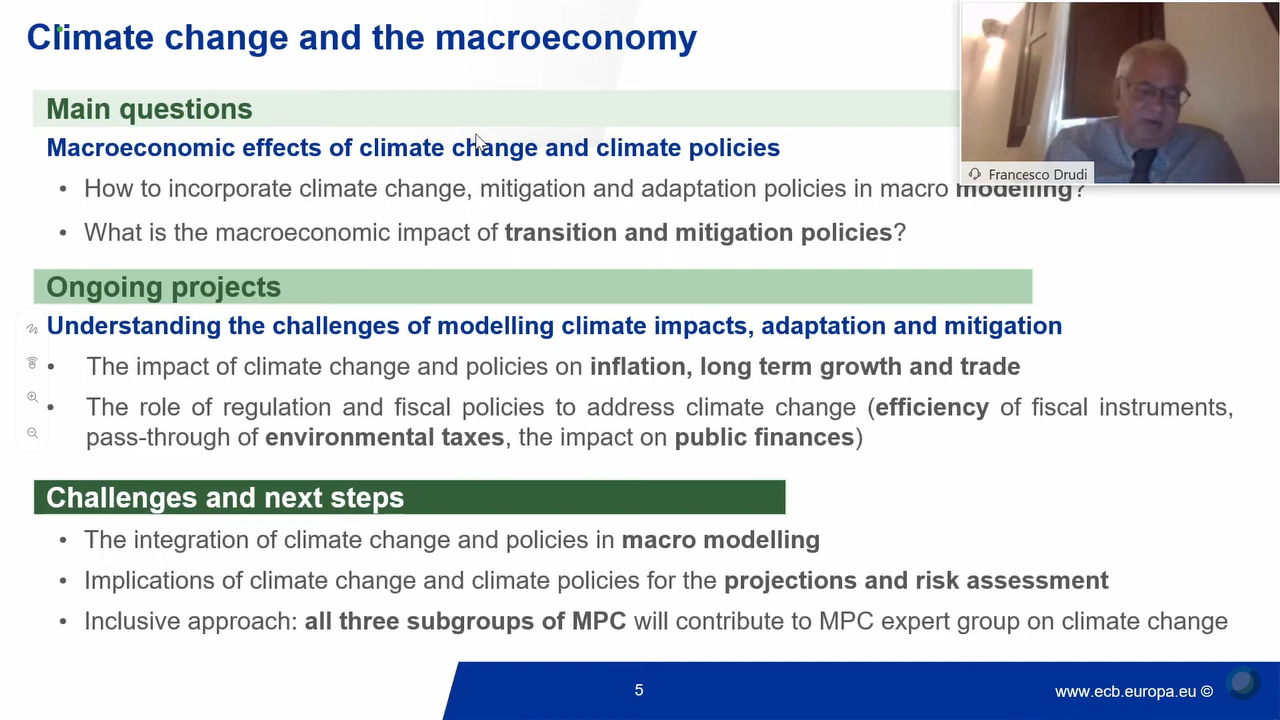 Climate change and the macroeconomy
Main questions
Macroeconomic effects of climate change and climate policies
• How to incorporate climate change, mitigation and adaptation policies in macro modelling?
• What is the macroeconomic impact of transition and mitigation policies?
Francesco Drudi
Ongoing projects
Understanding the challenges of modelling climate impacts, adaptation and mitigation
• The impact of climate change and policies on inflation, long term growth and trade
• The role of regulation and fiscal policies to address climate change (efficiency of fiscal instruments,
pass-through of environmental taxes, the impact on public finances)
Challenges and next steps
• The integration of climate change and policies in macro modelling
• Implications of climate change and climate policies for the projections and risk assessment
• Inclusive approach: all three subgroups of MPC will contribute to MPC expert group on climate change
5
www.ecb.europa.eu ©